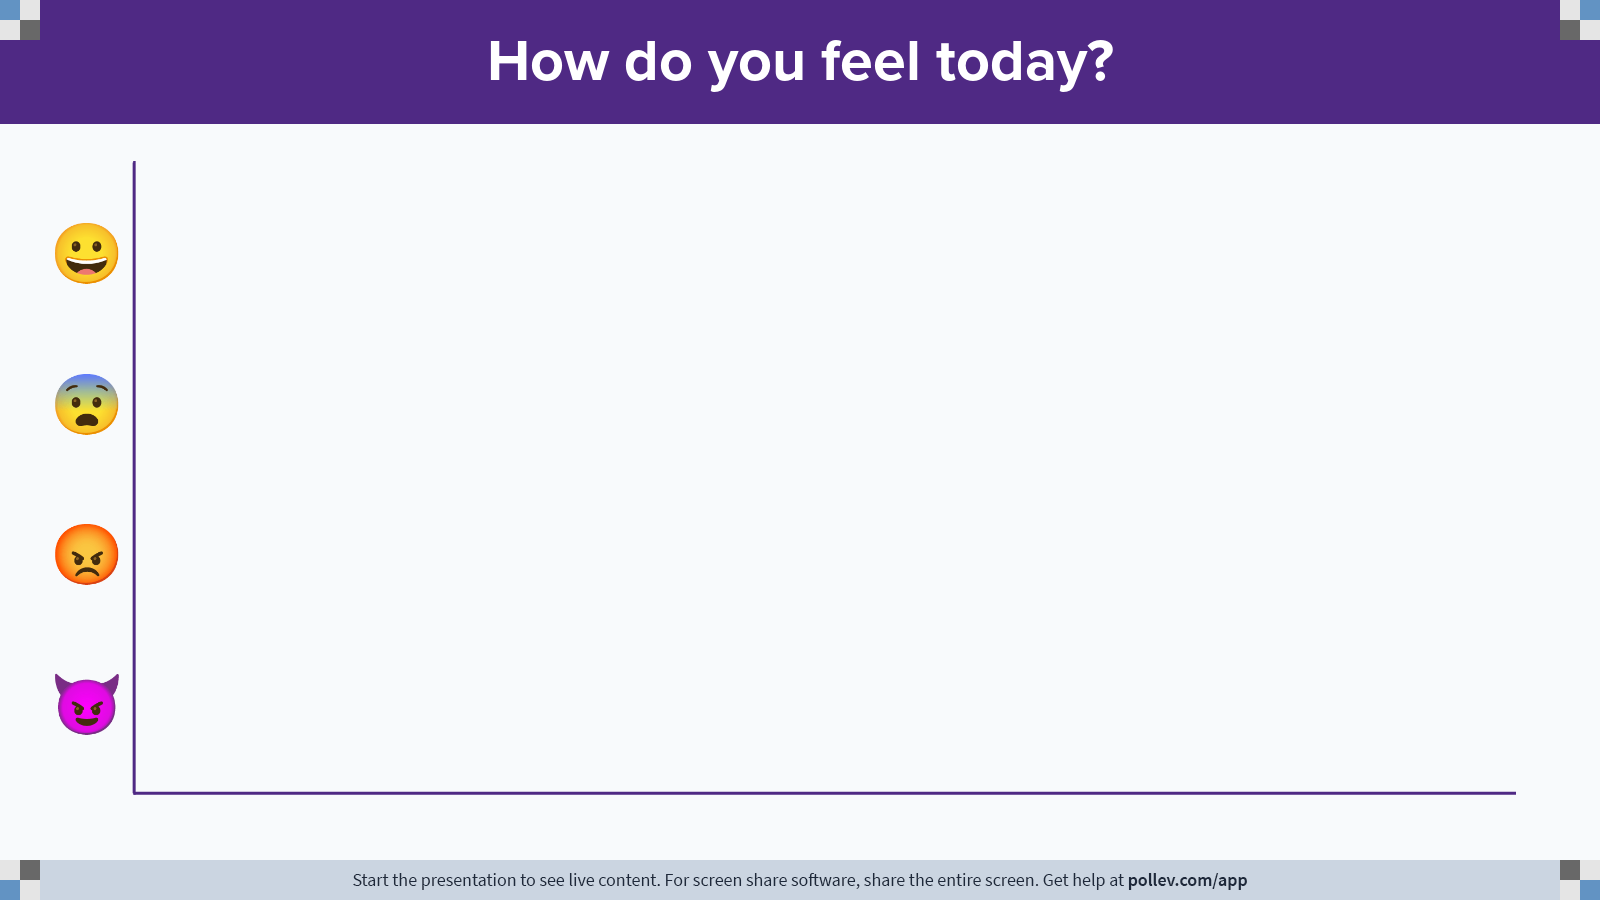 How do you feel today?
😀
😨
😡
😈
Start the presentation to see live content. For screen share software, share the entire screen. Get help at pollev.com/app